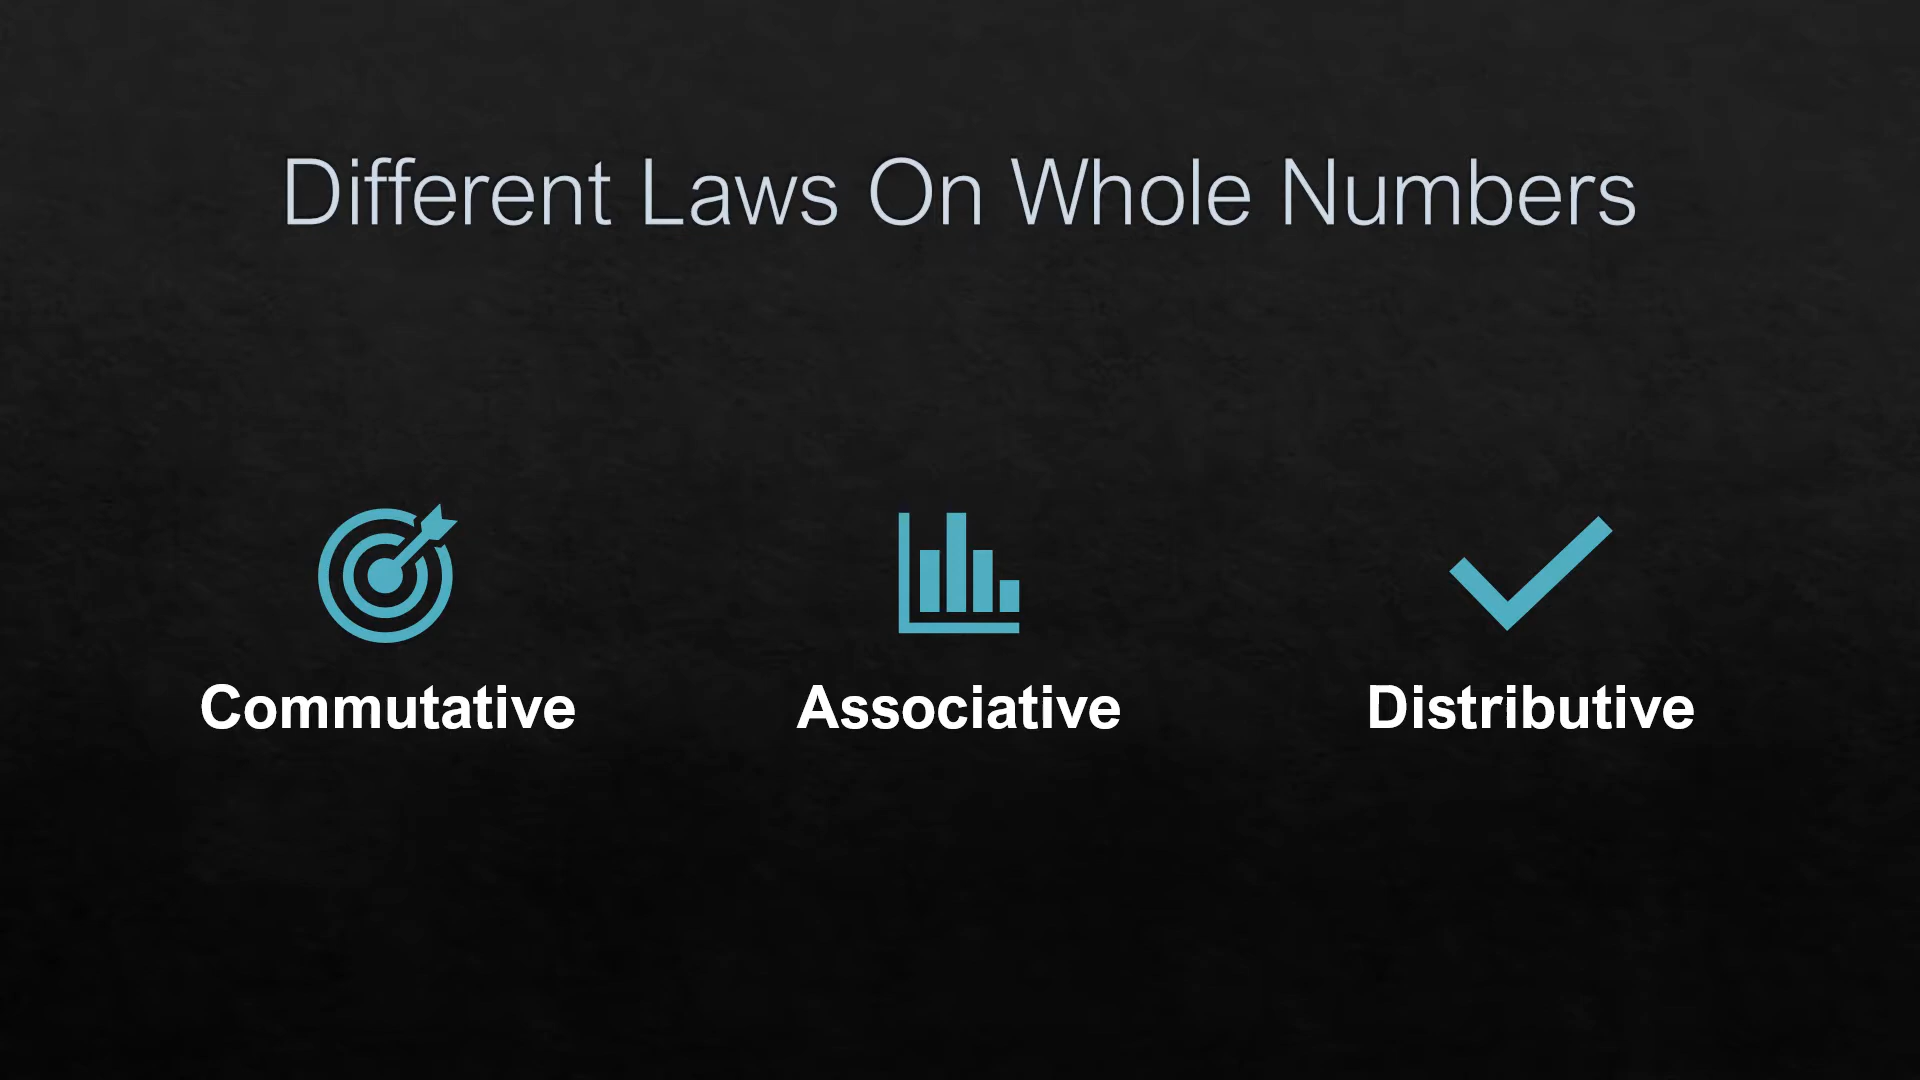 Different Laws On Whole Numbers
Commutative
Associative
Distributive